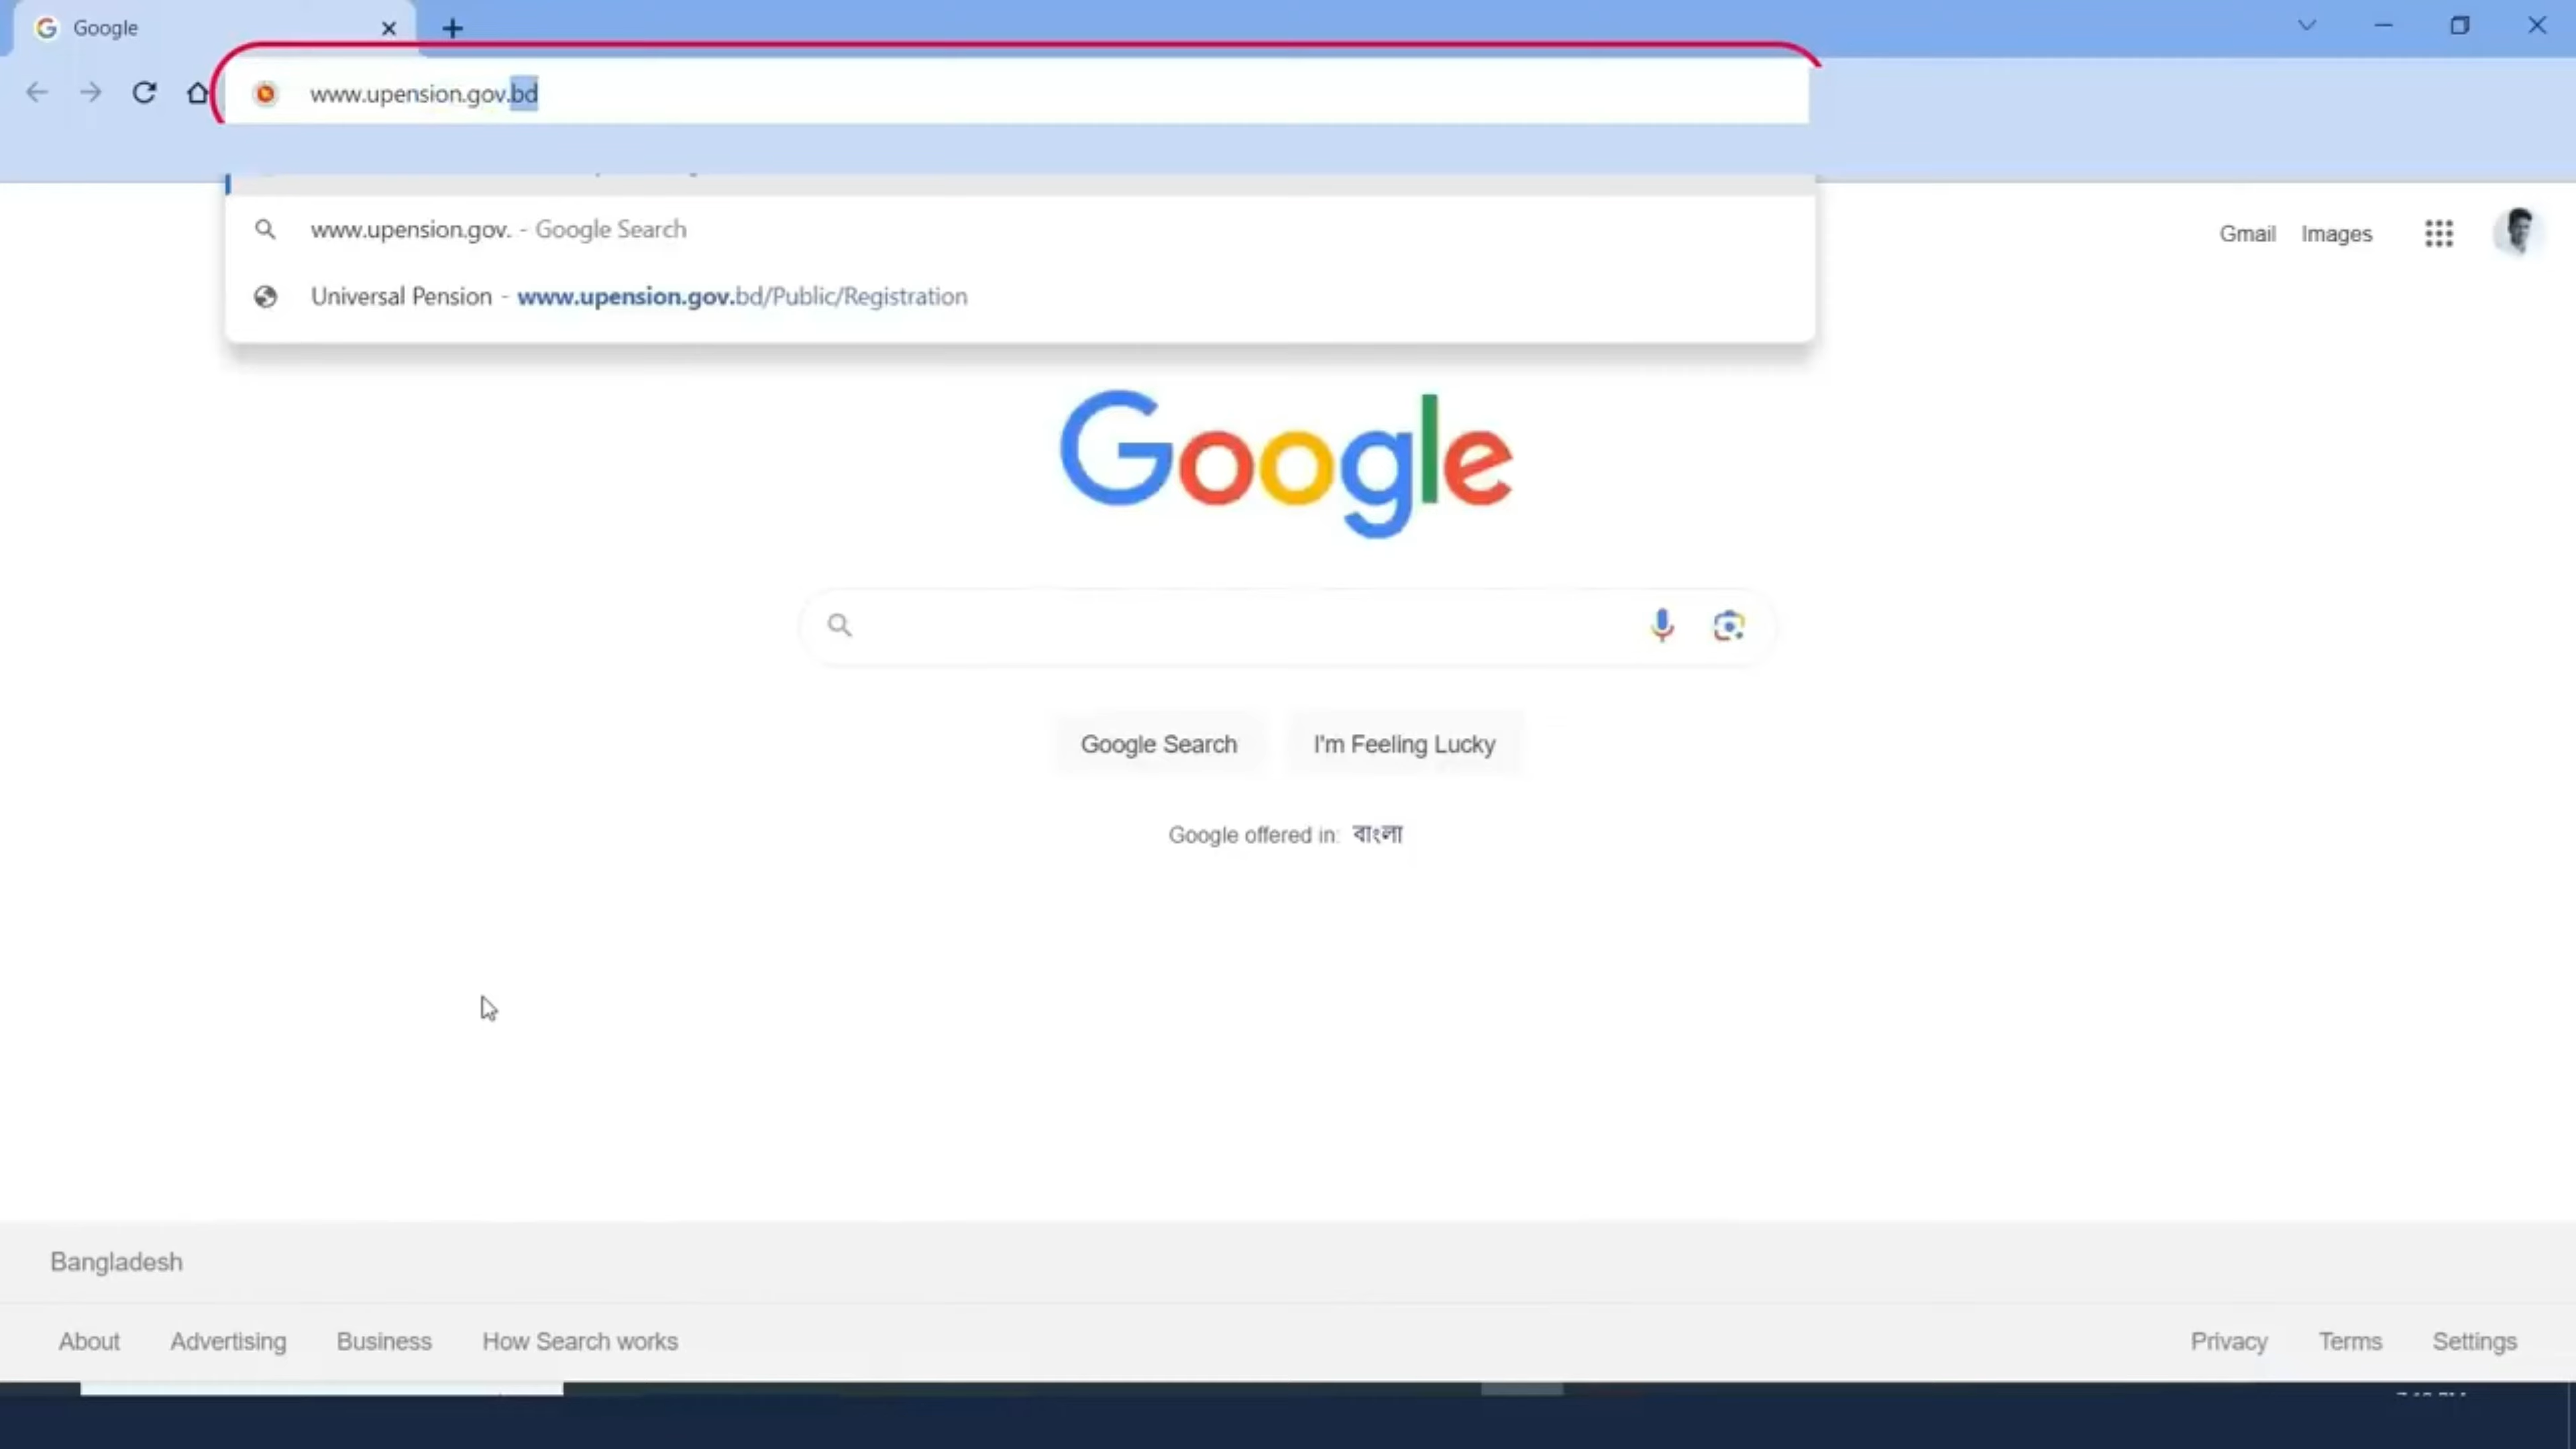 Google
www.upension.gov.bd
www.upension.gov. - Google Search
Universal Pension - www.upension.gov.bd/Public/Registration
Gmail Images
Google
Google Search I'm Feeling Lucky
Google offered in: বাংলা
Bangladesh
About Advertising Business How Search works Privacy Terms Settings